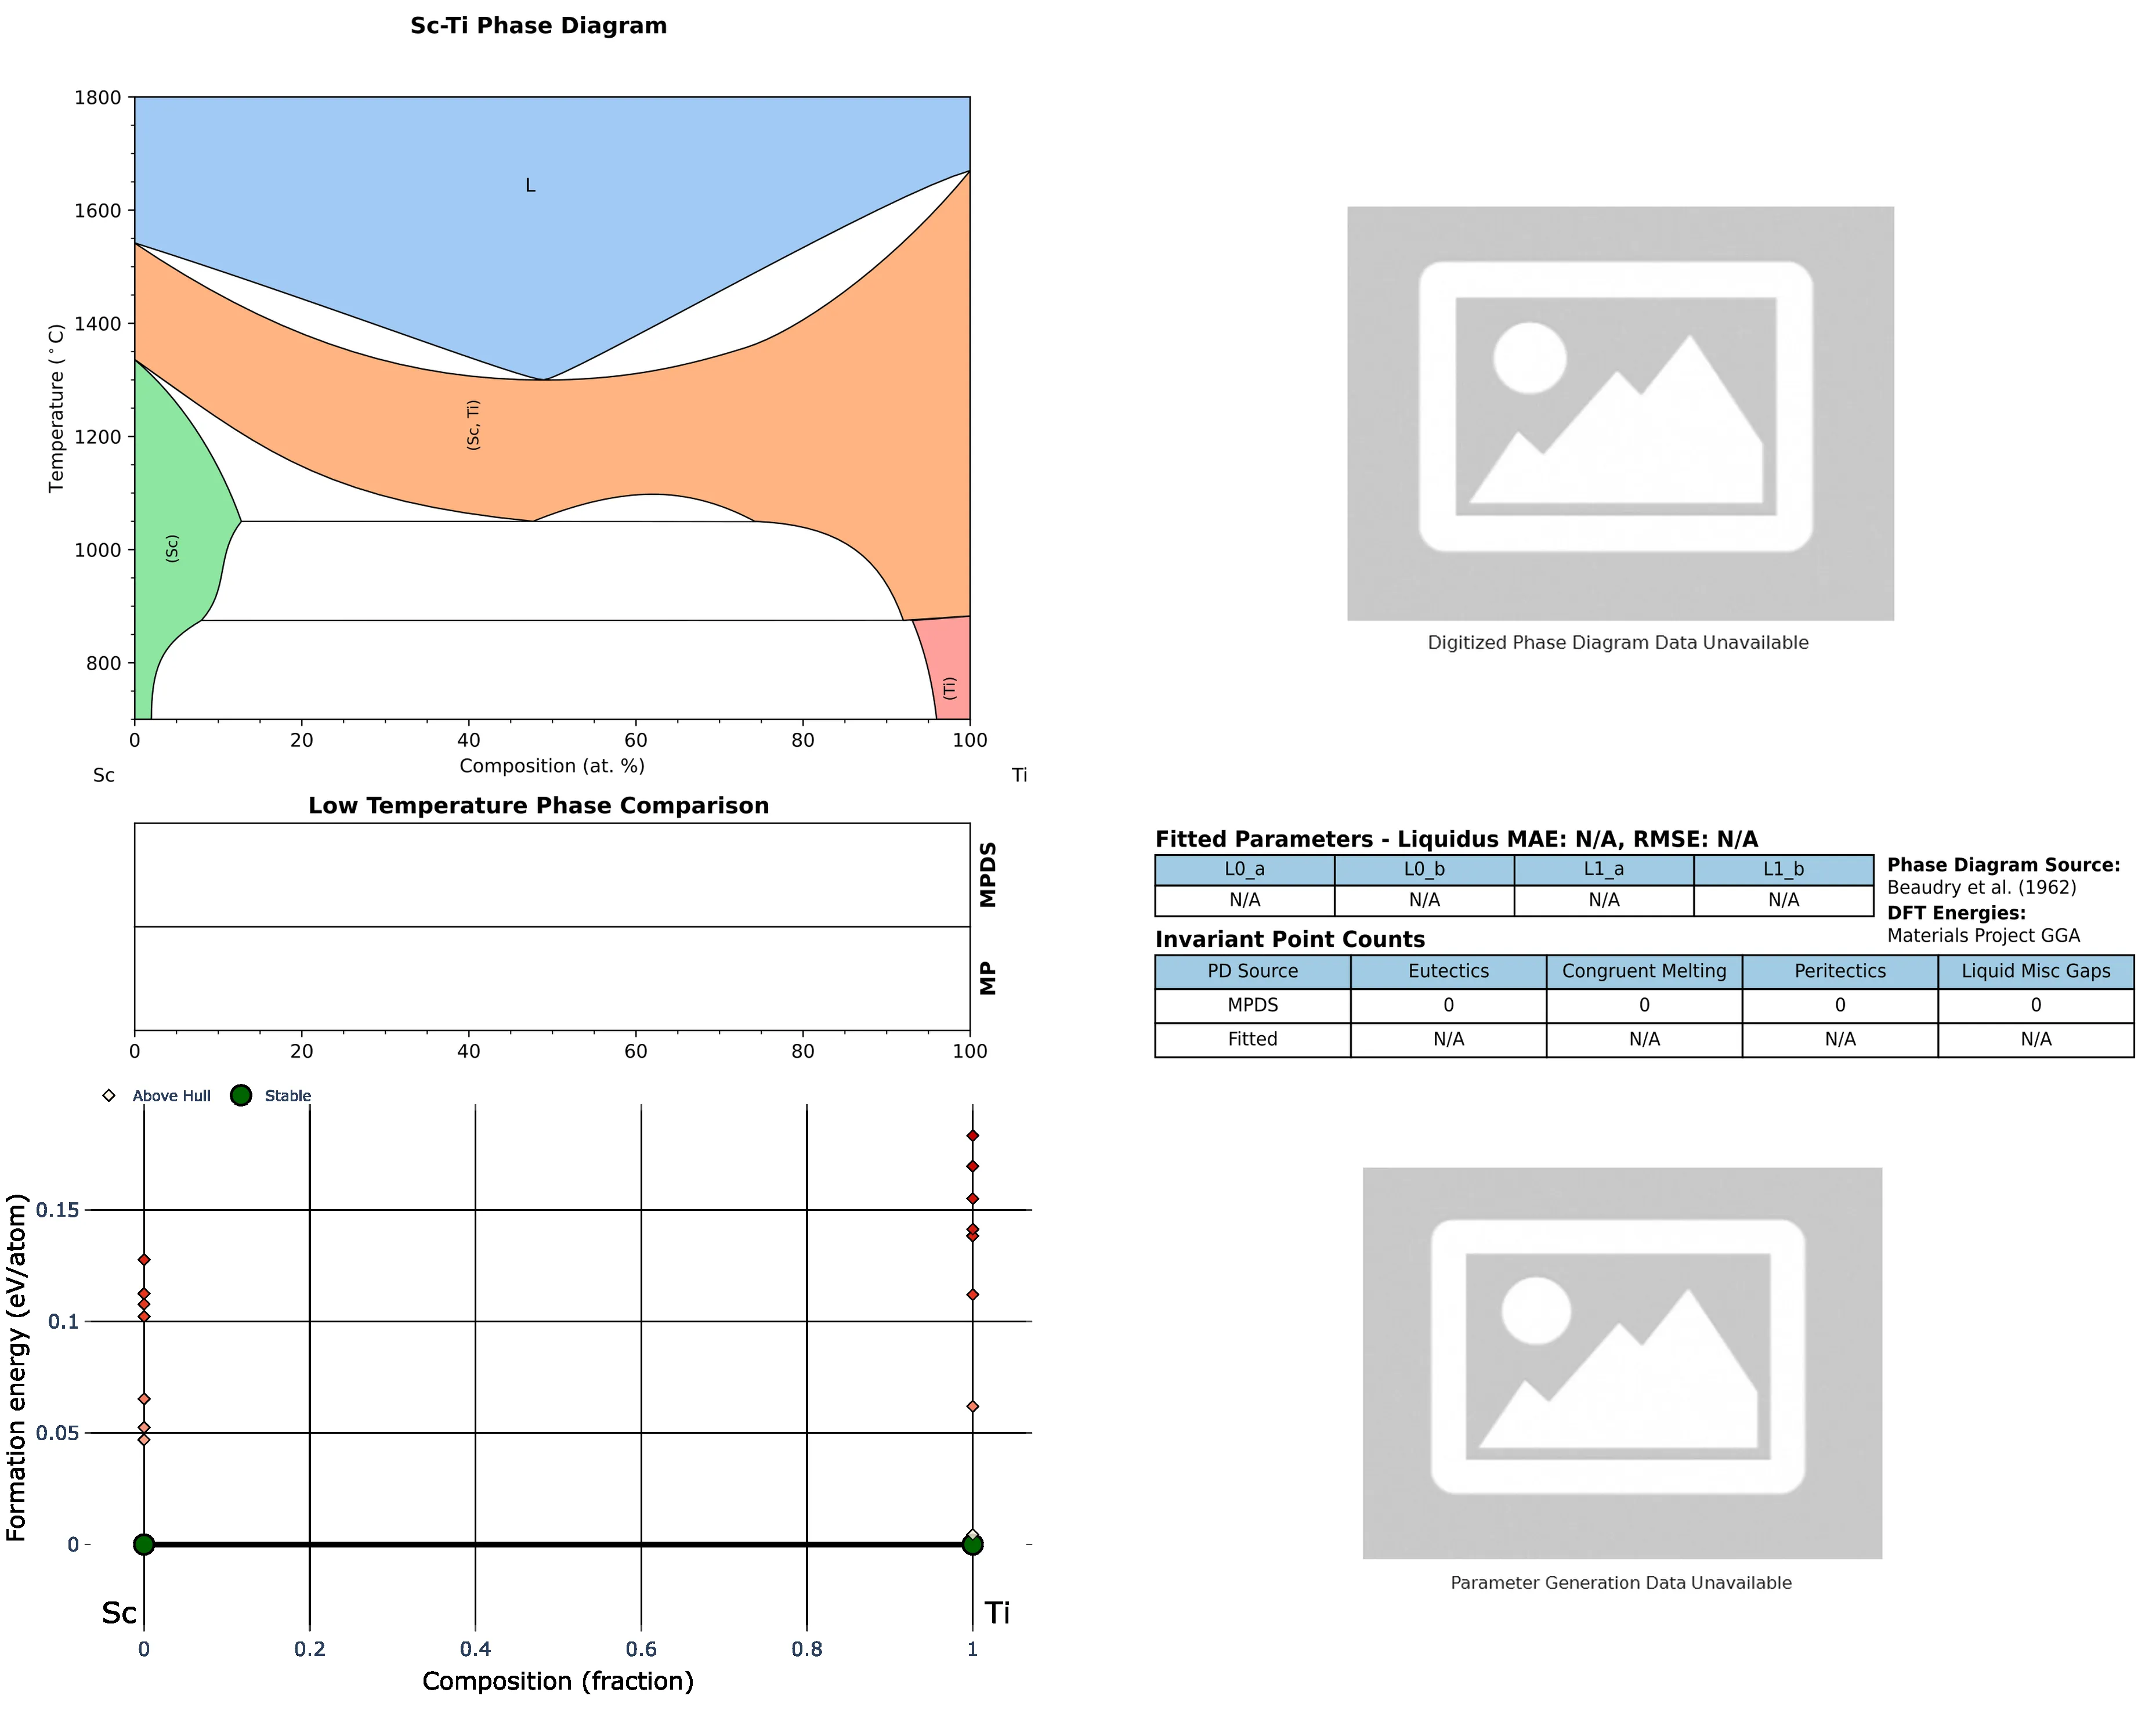 Sc-Ti Phase Diagram
1800
1600
1400
1200
1000
800
Temperature (°C)
L
(Sc, Ti)
(Sc)
(Ti)
0 20 40 60 80 100
Composition (at. %)
Sc Ti
Digitized Phase Diagram Data Unavailable
Low Temperature Phase Comparison
MPDS
MP
0 20 40 60 80 100
Fitted Parameters - Liquidus MAE: N/A, RMSE: N/A
L0_a L0_b L1_a L1_b
N/A N/A N/A N/A
Phase Diagram Source:
Beaudry et al. (1962)
DFT Energies:
Materials Project GGA
Invariant Point Counts
PD Source Eutectics Congruent Melting Peritectics Liquid Misc Gaps
MPDS 0 0 0 0
Fitted N/A N/A N/A N/A
Above Hull Stable
0.15
0.1
0.05
0
Formation energy (eV/atom)
Sc Ti
0 0.2 0.4 0.6 0.8 1
Composition (fraction)
Parameter Generation Data Unavailable